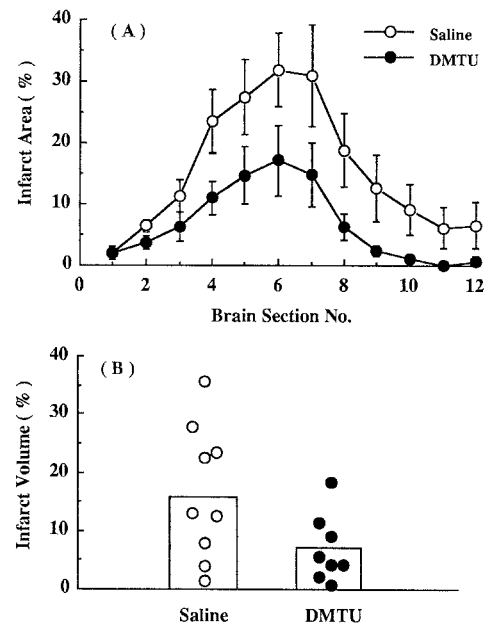 ( A )
Saline
DMTU
Infarct Area ( % )
40
30
20
10
0
0 2 4 6 8 10 12
Brain Section No.
( B )
Infarct Volume ( % )
40
30
20
10
0
Saline DMTU